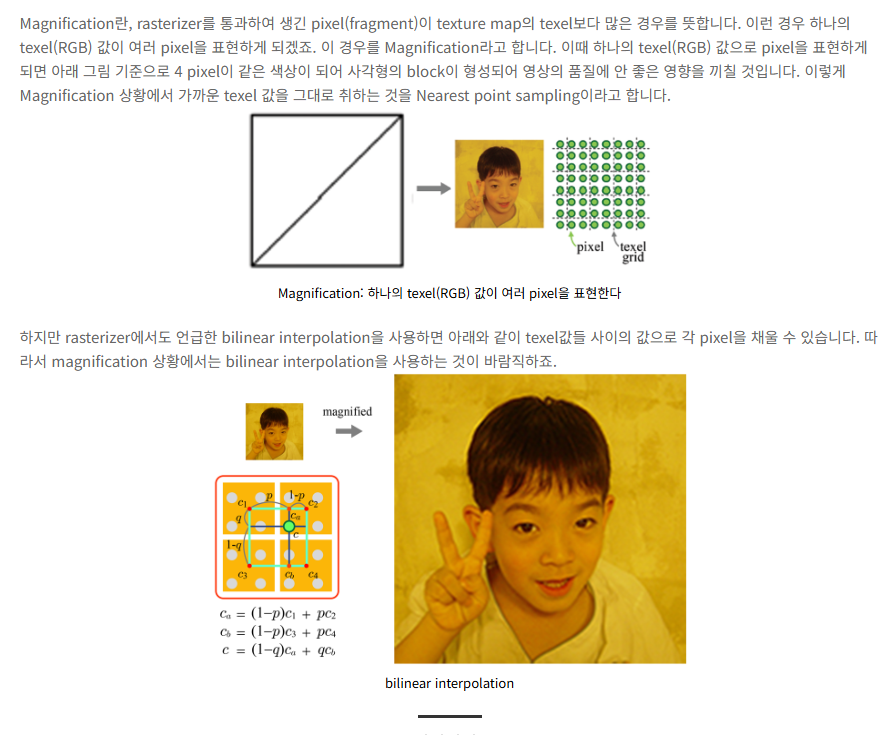 Magnification란, rasterizer를 통과하여 생긴 pixel(fragment)이 texture map의 texel보다 많은 경우를 뜻합니다. 이런 경우 하나의
texel(RGB) 값이 여러 pixel을 표현하게 되겠죠. 이 경우를 Magnification라고 합니다. 이때 하나의 texel(RGB) 값으로 pixel을 표현하게
되면 아래 그림 기준으로 4 pixel이 같은 색상이 되어 사각형의 block이 형성되어 영상의 품질에 안 좋은 영향을 끼칠 것입니다. 이렇게
Magnification 상황에서 가까운 texel 값을 그대로 취하는 것을 Nearest point sampling이라고 합니다.
pixel
texel
grid
Magnification: 하나의 texel(RGB) 값이 여러 pixel을 표현한다
하지만 rasterizer에서도 언급한 bilinear interpolation을 사용하면 아래와 같이 texel값들 사이의 값으로 각 pixel을 채울 수 있습니다. 따
라서 magnification 상황에서는 bilinear interpolation을 사용하는 것이 바람직하죠.
magnified
c₁ p 1-p c₂
q cₐ
c
1-q
c₃ c_b c₄
cₐ = (1−p)c₁ + pc₂
c_b = (1−p)c₃ + pc₄
c = (1−q)cₐ + qc_b
bilinear interpolation